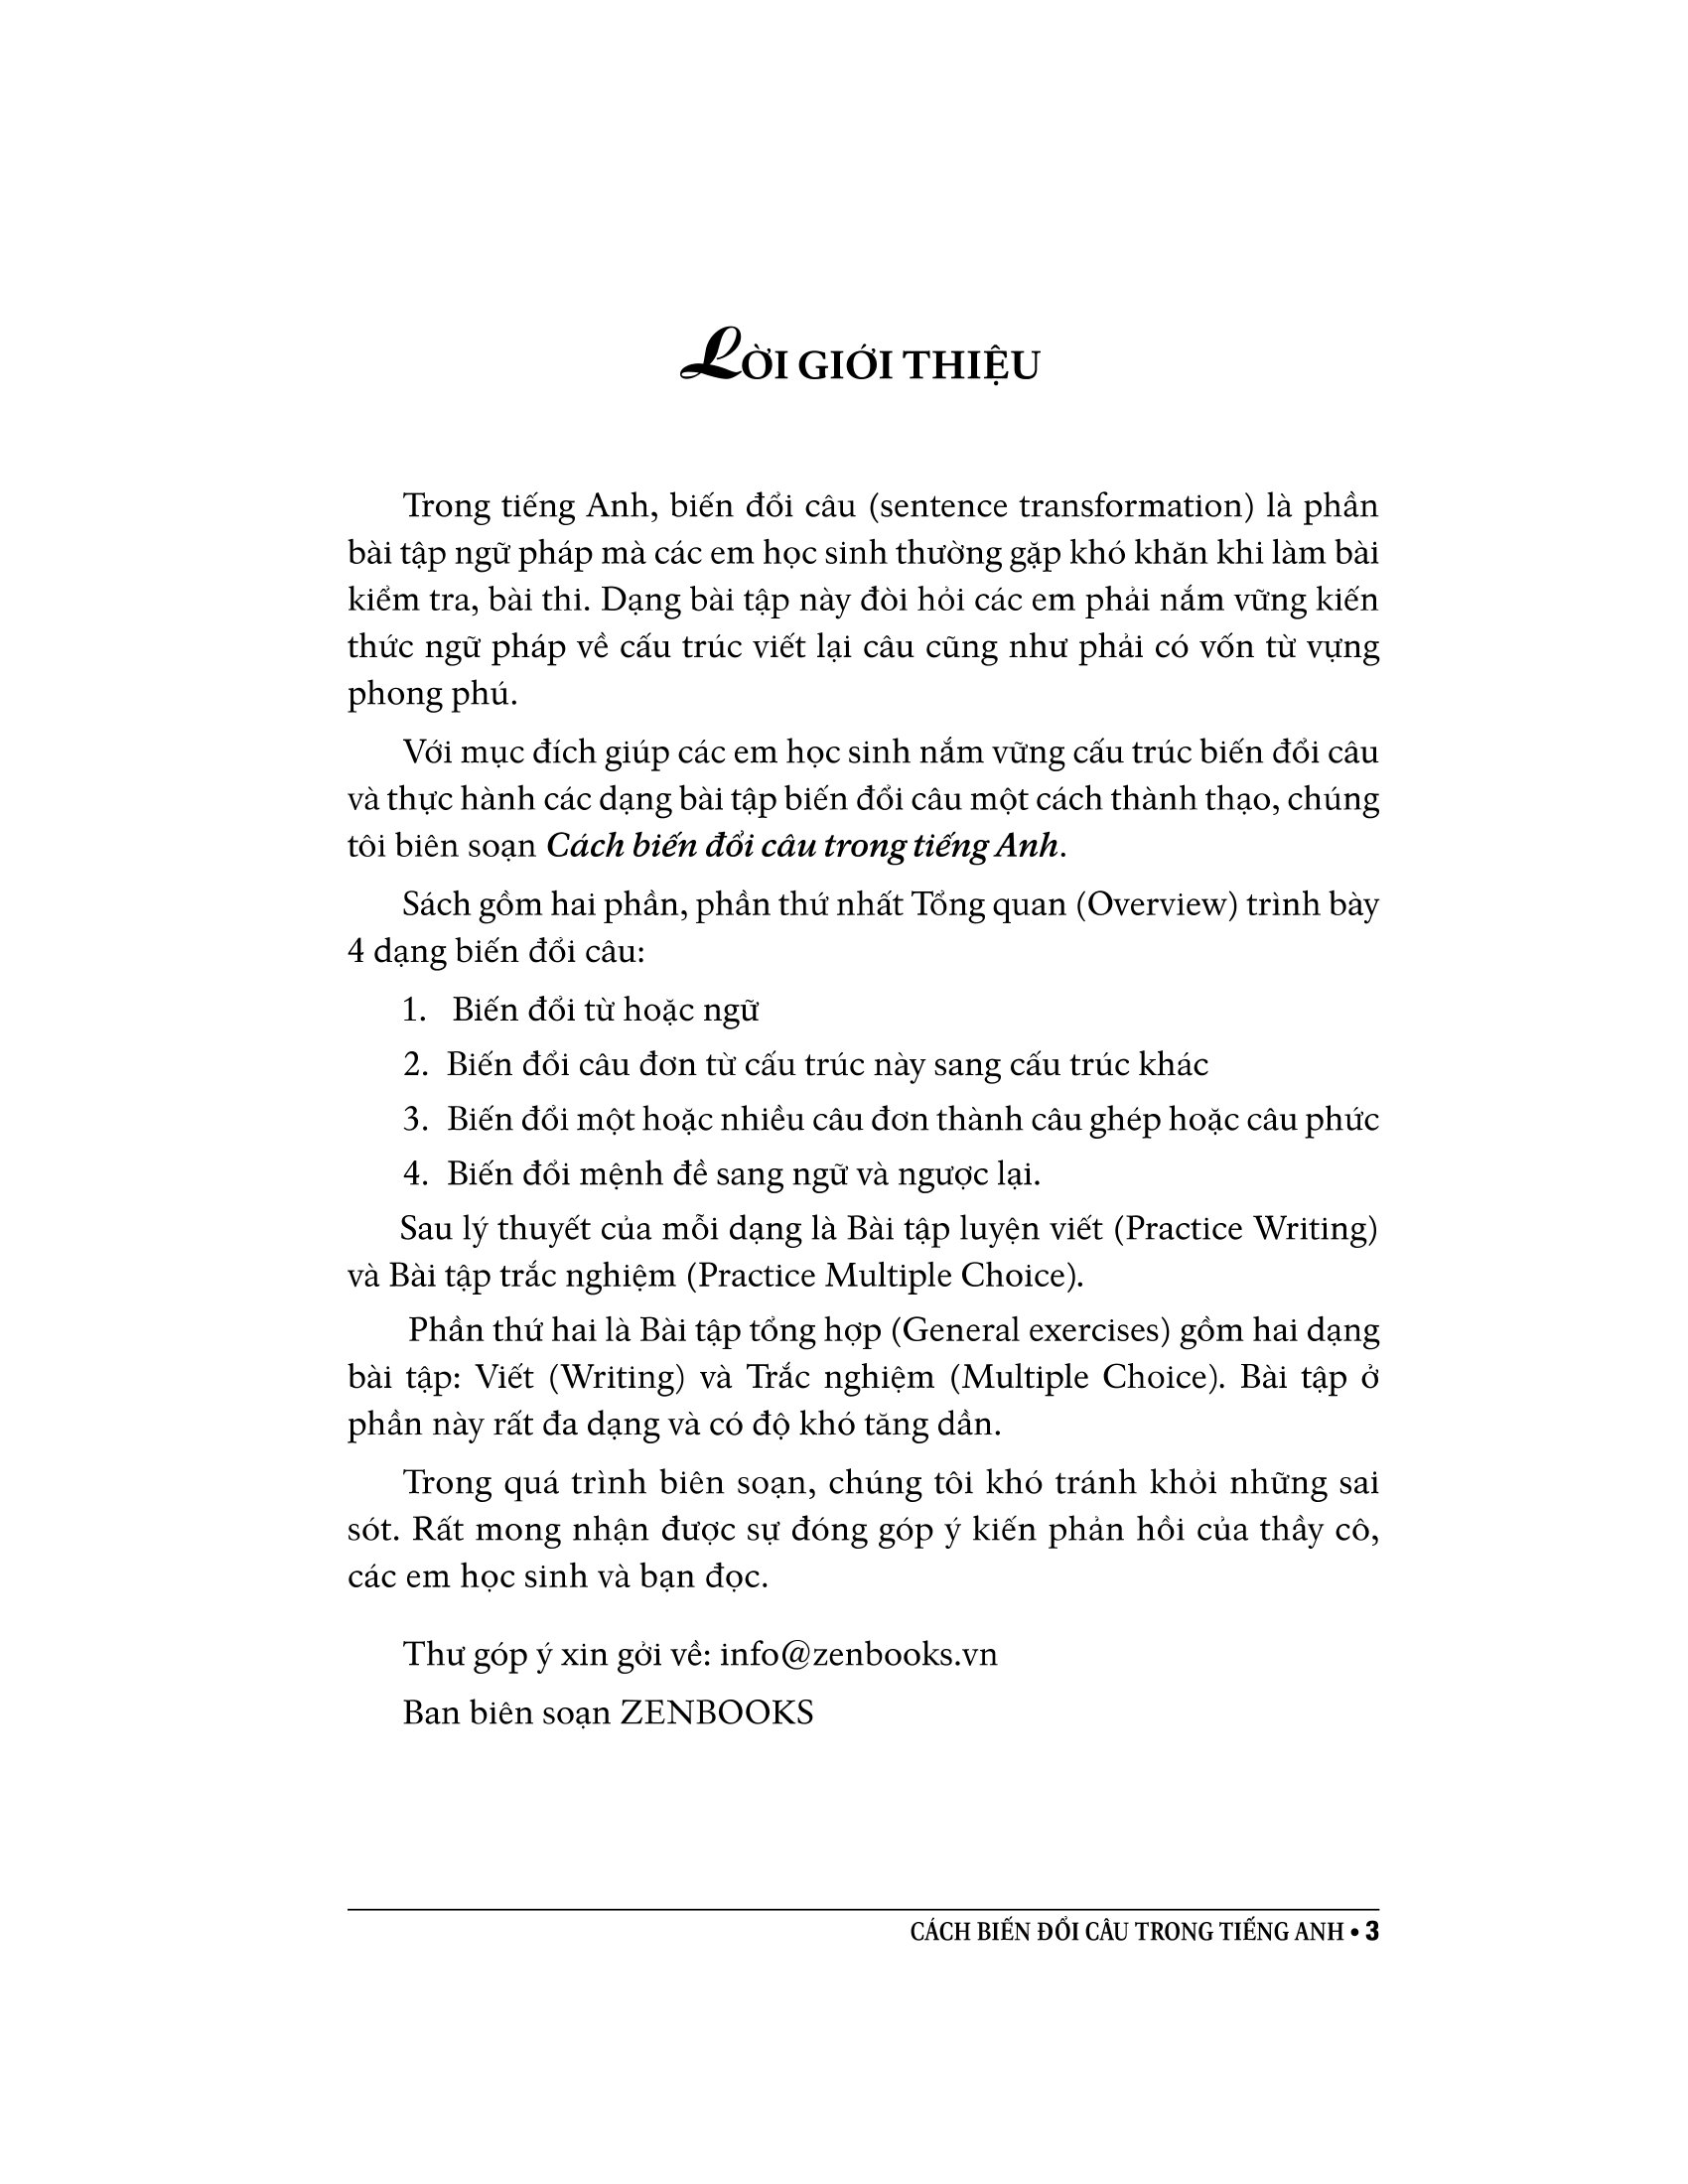 LỜI GIỚI THIỆU
Trong tiếng Anh, biến đổi câu (sentence transformation) là phần
bài tập ngữ pháp mà các em học sinh thường gặp khó khăn khi làm bài
kiểm tra, bài thi. Dạng bài tập này đòi hỏi các em phải nắm vững kiến
thức ngữ pháp về cấu trúc viết lại câu cũng như phải có vốn từ vựng
phong phú.
Với mục đích giúp các em học sinh nắm vững cấu trúc biến đổi câu
và thực hành các dạng bài tập biến đổi câu một cách thành thạo, chúng
tôi biên soạn Cách biến đổi câu trong tiếng Anh.
Sách gồm hai phần, phần thứ nhất Tổng quan (Overview) trình bày
4 dạng biến đổi câu:
1. Biến đổi từ hoặc ngữ
2. Biến đổi câu đơn từ cấu trúc này sang cấu trúc khác
3. Biến đổi một hoặc nhiều câu đơn thành câu ghép hoặc câu phức
4. Biến đổi mệnh đề sang ngữ và ngược lại.
Sau lý thuyết của mỗi dạng là Bài tập luyện viết (Practice Writing)
và Bài tập trắc nghiệm (Practice Multiple Choice).
Phần thứ hai là Bài tập tổng hợp (General exercises) gồm hai dạng
bài tập: Viết (Writing) và Trắc nghiệm (Multiple Choice). Bài tập ở
phần này rất đa dạng và có độ khó tăng dần.
Trong quá trình biên soạn, chúng tôi khó tránh khỏi những sai
sót. Rất mong nhận được sự đóng góp ý kiến phản hồi của thầy cô,
các em học sinh và bạn đọc.
Thư góp ý xin gởi về: info@zenbooks.vn
Ban biên soạn ZENBOOKS
CÁCH BIẾN ĐỔI CÂU TRONG TIẾNG ANH • 3